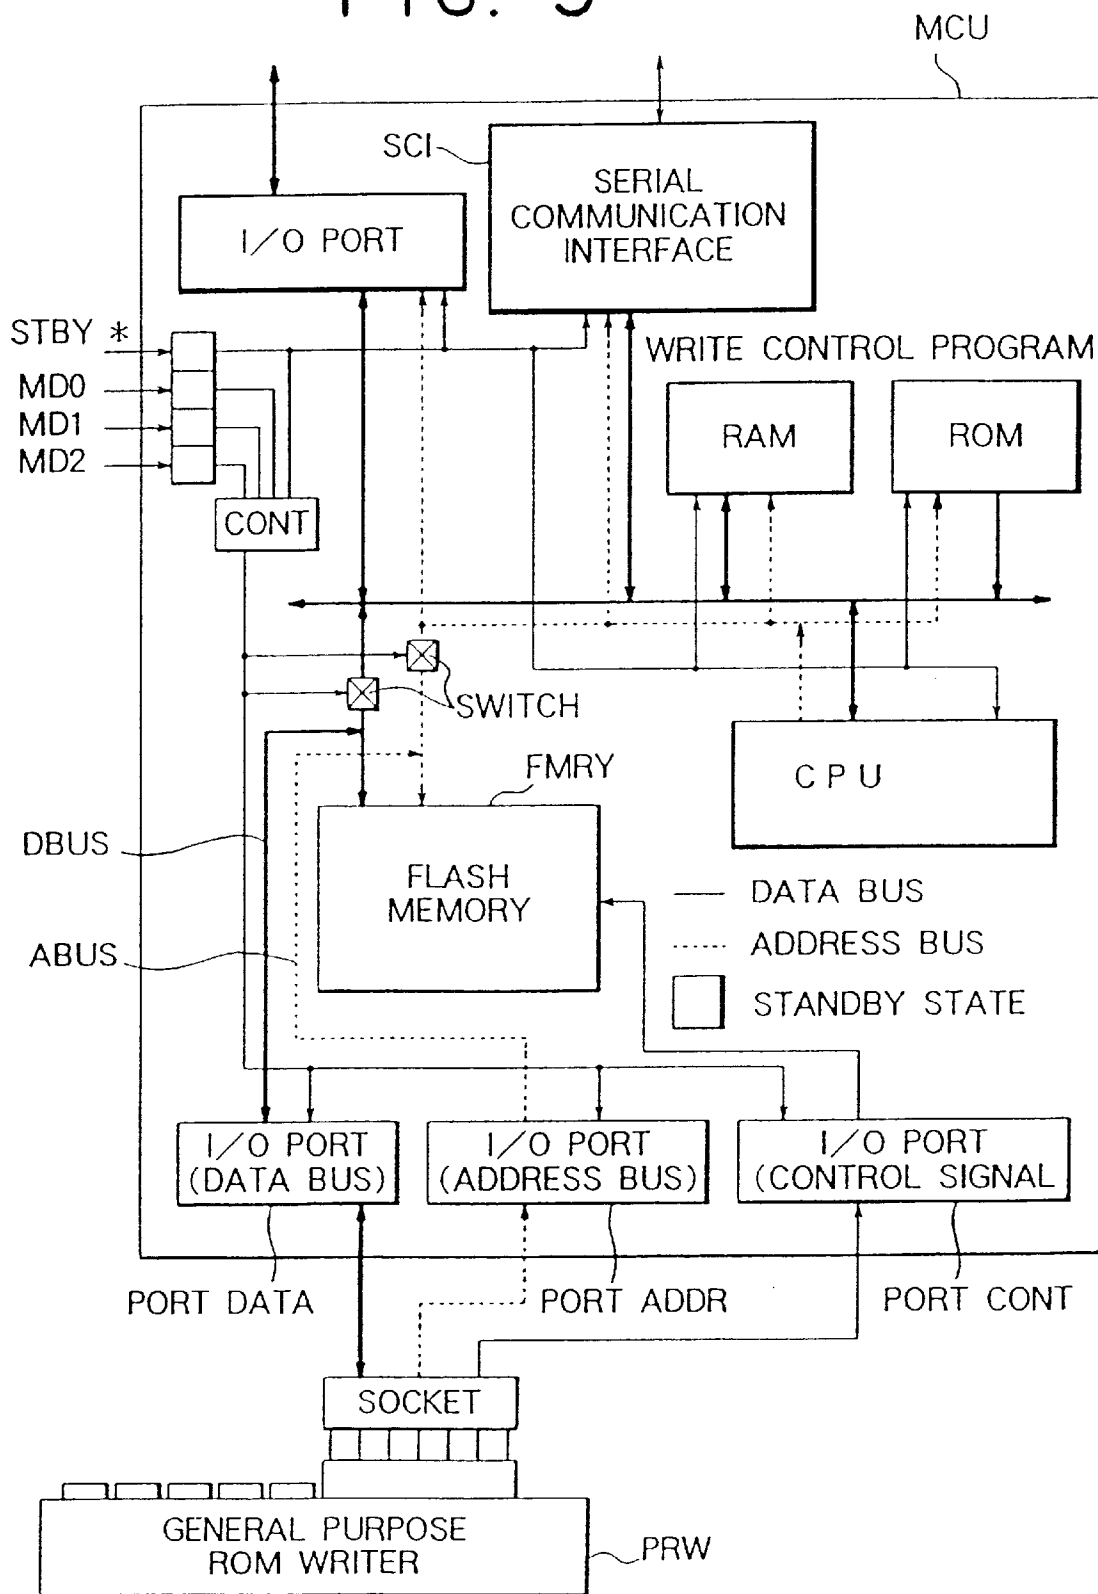 MCU
SCI
SERIAL
COMMUNICATION
INTERFACE
I/O PORT
STBY *
MD0
MD1
MD2
WRITE CONTROL PROGRAM
RAM
ROM
CONT
SWITCH
CPU
FMRY
DBUS
FLASH
MEMORY
DATA BUS
ABUS
ADDRESS BUS
STANDBY STATE
I/O PORT
(DATA BUS)
I/O PORT
(ADDRESS BUS)
I/O PORT
(CONTROL SIGNAL
PORT DATA
PORT ADDR
PORT CONT
SOCKET
GENERAL PURPOSE
ROM WRITER
PRW